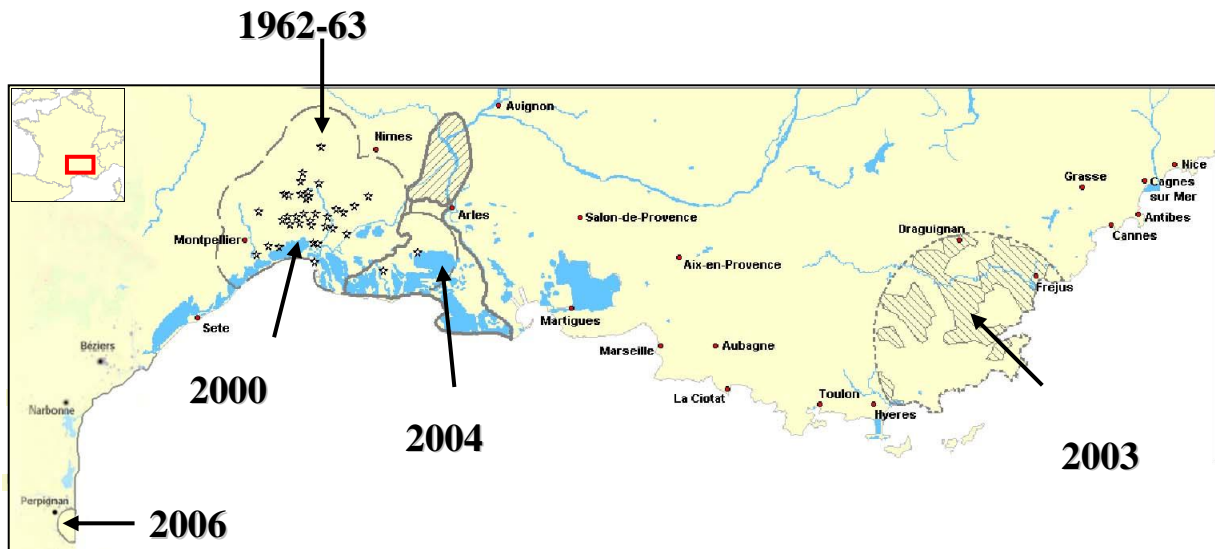 1962-63
Avignon
Nimes
Nice
Grasse
Cagnes
sur Mer
Arles
Salon-de-Provence
Antibes
Draguignan
Cannes
Montpellier
Aix-en-Provence
Fréjus
Martigues
Sete
Marseille
Aubagne
Béziers
2000
La Ciotat
Toulon
Hyeres
Narbonne
2004
2003
Perpignan
2006